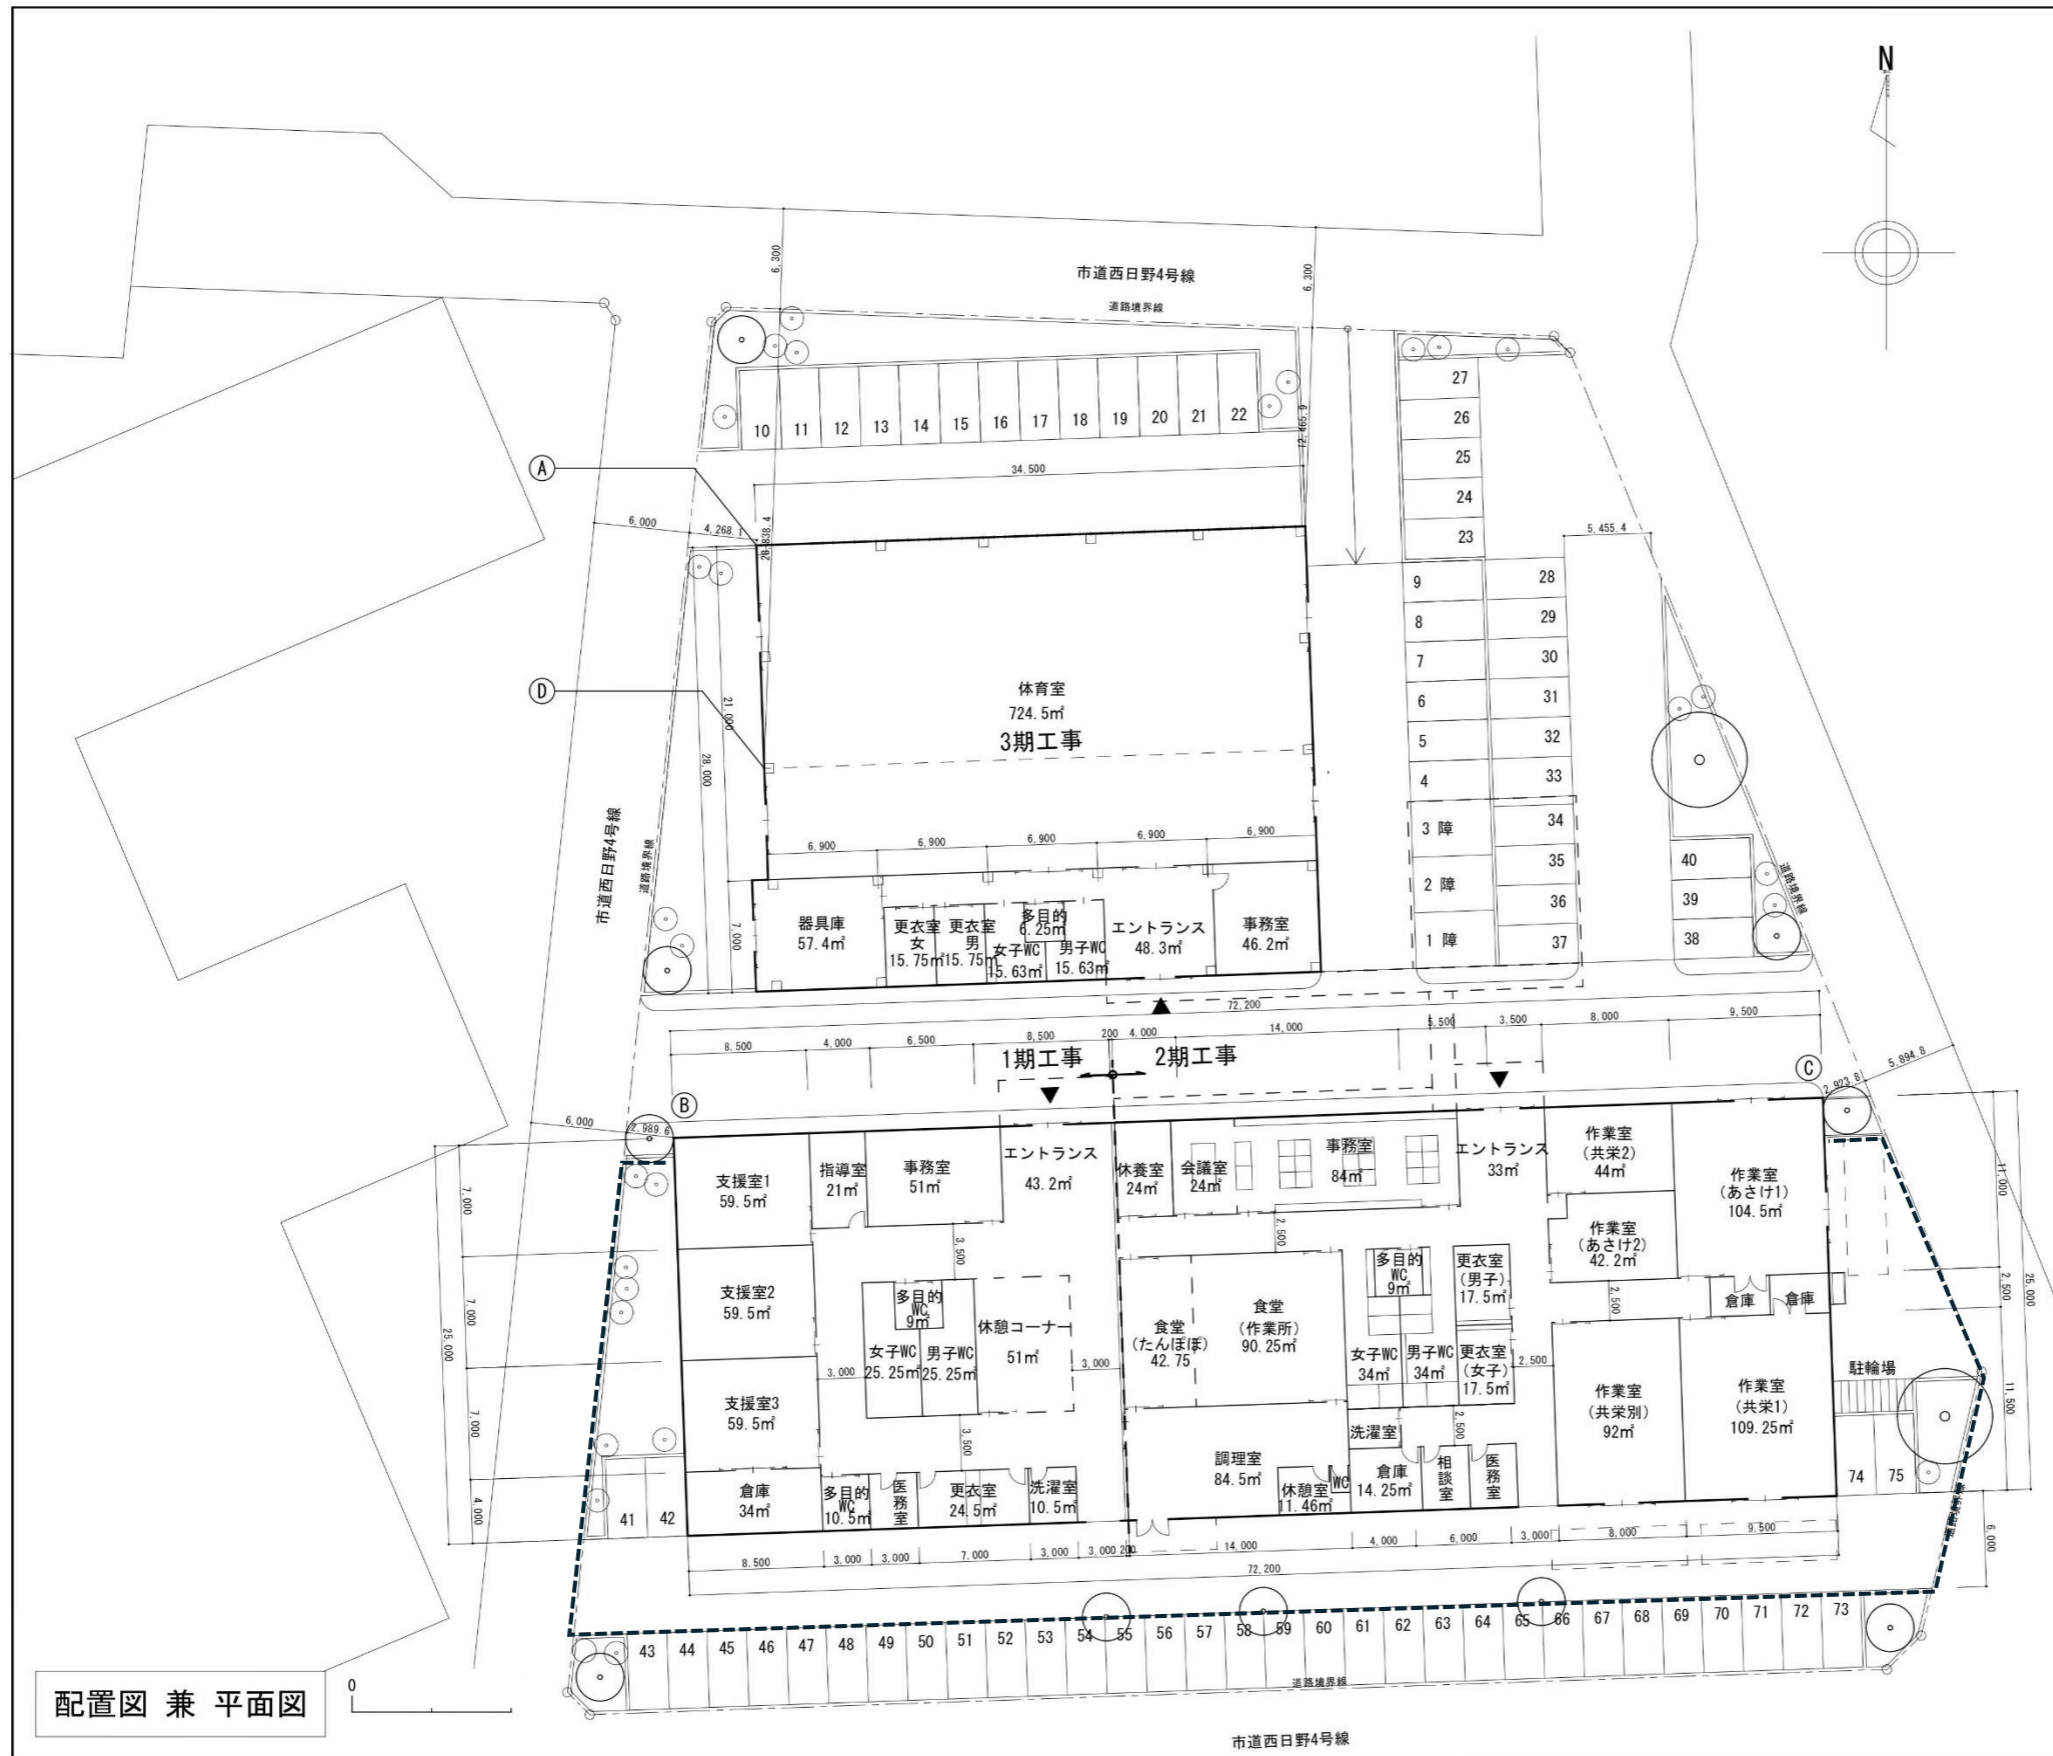 N
市道西日野4号線
道路境界線
6,300
6,300
10
11
12
13
14
15
16
17
18
19
20
21
22
27
26
25
24
23
12,465.9
34,500
A
6,000
4,268.1
5,455.4
9
8
7
6
5
4
3 障
2 障
1 障
28
29
30
31
32
33
34
35
36
37
40
39
38
道路境界線
体育室
724.5㎡
3期工事
D
21,000
28,000
7,000
市道西日野4号線
道路境界線
6,900
6,900
6,900
6,900
6,900
器具庫
57.4㎡
更衣室
女
15.75㎡
更衣室
男
15.75㎡
多目的
6.25㎡
女子WC
15.63㎡
男子WC
15.63㎡
エントランス
48.3㎡
事務室
46.2㎡
72,200
8,500
4,000
6,500
8,500
200
4,000
14,000
5,500
3,500
8,000
9,500
1期工事
2期工事
B
C
6,000
2,989.6
2,923.8
5,894.8
支援室1
59.5㎡
指導室
21㎡
事務室
51㎡
エントランス
43.2㎡
休養室
24㎡
会議室
24㎡
事務室
84㎡
エントランス
33㎡
作業室
(共栄2)
44㎡
作業室
(あさけ1)
104.5㎡
作業室
(あさけ2)
42.2㎡
倉庫
倉庫
7,000
7,000
7,000
4,000
25,000
11,000
2,500
11,500
25,000
6,000
3,500
2,500
2,500
支援室2
59.5㎡
多目的
WC
9㎡
休憩コーナー
51㎡
女子WC
25.25㎡
男子WC
25.25㎡
3,000
3,000
食堂
(たんぽぽ)
42.75
食堂
(作業所)
90.25㎡
多目的
WC
9㎡
更衣室
(男子)
17.5㎡
女子WC
34㎡
男子WC
34㎡
更衣室
(女子)
17.5㎡
2,500
支援室3
59.5㎡
3,500
2,500
作業室
(共栄別)
92㎡
作業室
(共栄1)
109.25㎡
駐輪場
74
75
41
42
倉庫
34㎡
多目的
WC
10.5㎡
医務室
更衣室
24.5㎡
洗濯室
10.5㎡
調理室
84.5㎡
休憩室
11.46㎡
WC
洗濯室
倉庫
14.25㎡
相談室
医務室
8,500
3,000
3,000
7,000
3,000
3,000
200
14,000
4,000
6,000
3,000
8,000
9,500
72,200
道路境界線
43
44
45
46
47
48
49
50
51
52
53
54
55
56
57
58
59
60
61
62
63
64
65
66
67
68
69
70
71
72
73
道路境界線
配置図 兼 平面図
0
市道西日野4号線